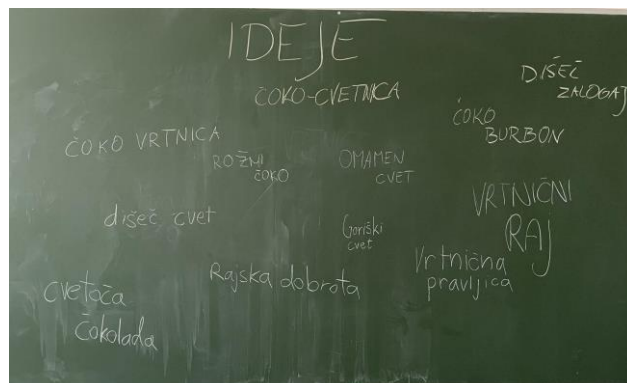 IDEJE
ČOKO-CVETNICA
DIŠEČ
ZALOGAJ
ČOKO
BURBON
ČOKO VRTNICA
ROŽNI
ČOKO
OMAMEN
CVET
VRTNIČNI
RAJ
dišeč cvet
Goriški
cvet
Vrtnična
pravljica
Rajska dobrota
cvetoča
čokolada